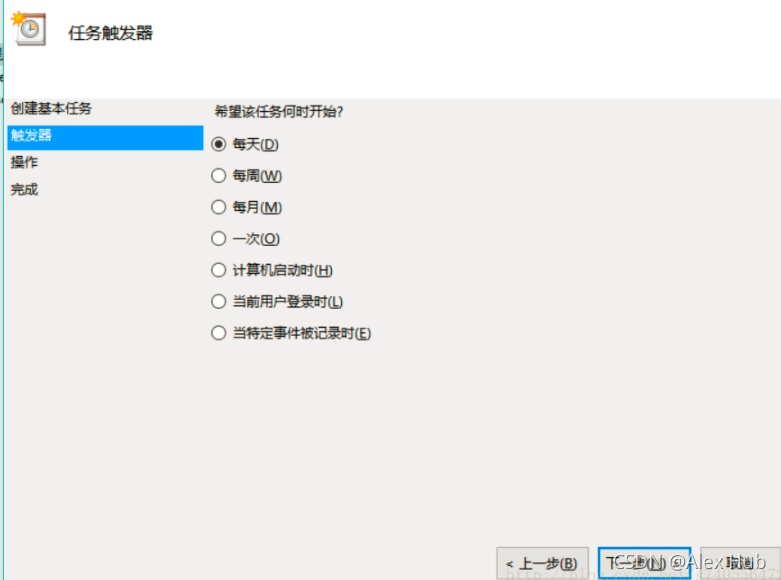 任务触发器
创建基本任务
触发器
操作
完成
希望该任务何时开始?
每天(D)
每周(W)
每月(M)
一次(O)
计算机启动时(H)
当前用户登录时(L)
当特定事件被记录时(E)
< 上一步(B)
下一步(N)
取消
CSDN @Alex